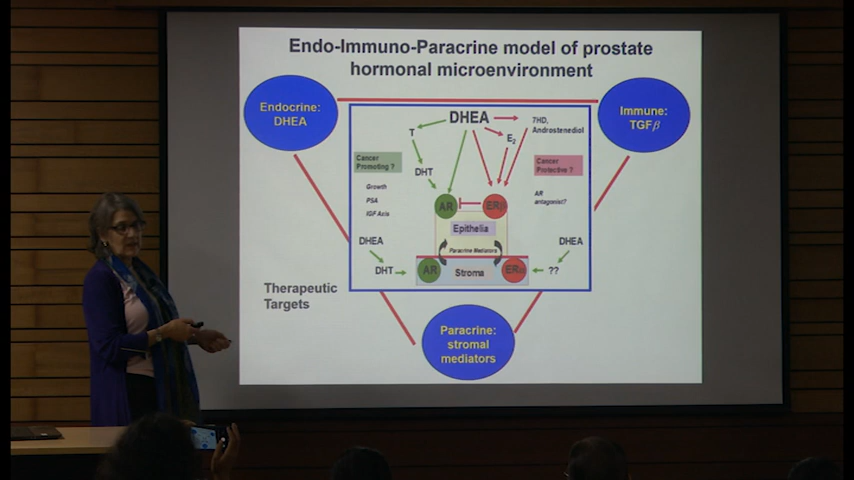 Endo-Immuno-Paracrine model of prostate
hormonal microenvironment
Endocrine:
DHEA
Immune:
TGFβ
DHEA
T
E2
7HD,
Androstenediol
Cancer
Promoting ?
DHT
Cancer
Protective ?
Growth
PSA
IGF Axis
AR
antagonist?
AR
ERβ
Epithelia
Paracrine Mediators
DHEA
DHT
AR
Stroma
ERα
??
DHEA
Therapeutic
Targets
Paracrine:
stromal
mediators